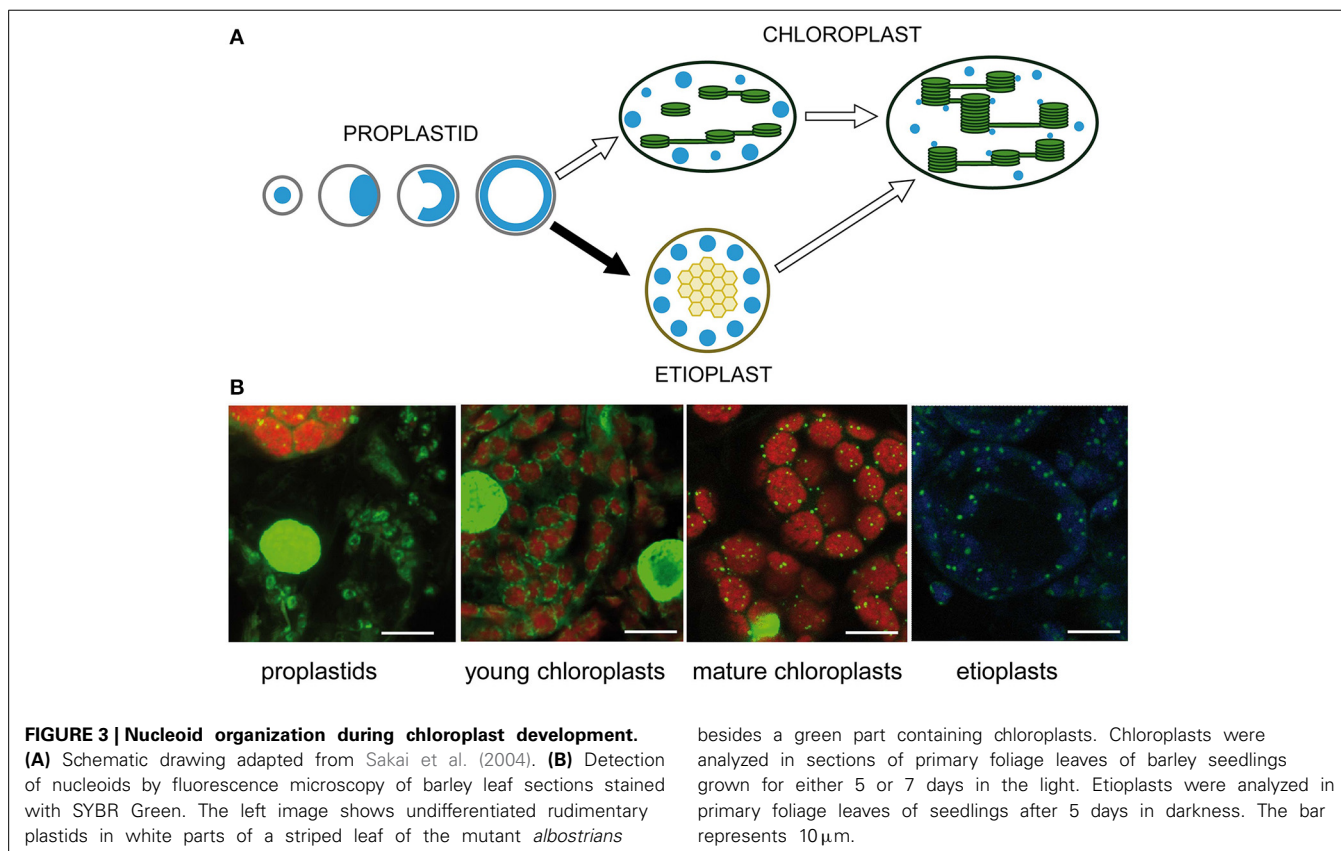 A
CHLOROPLAST
PROPLASTID
ETIOPLAST
B
proplastids
young chloroplasts
mature chloroplasts
etioplasts
FIGURE 3 | Nucleoid organization during chloroplast development.
(A) Schematic drawing adapted from Sakai et al. (2004). (B) Detection
of nucleoids by fluorescence microscopy of barley leaf sections stained
with SYBR Green. The left image shows undifferentiated rudimentary
plastids in white parts of a striped leaf of the mutant albostrians
besides a green part containing chloroplasts. Chloroplasts were
analyzed in sections of primary foliage leaves of barley seedlings
grown for either 5 or 7 days in the light. Etioplasts were analyzed in
primary foliage leaves of seedlings after 5 days in darkness. The bar
represents 10 μm.